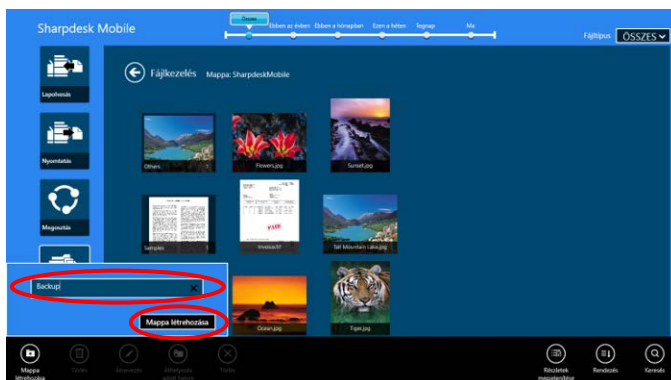 Sharpdesk Mobile
Összes
Ebben az évben
Ebben a hónapban
Ezen a héten
Tegnap
Ma
Fájltípus
ÖSSZES
Lapolvasás
Nyomtatás
Megosztás
Fájlkezelés
Mappa: SharpdeskMobile
Others
Flowers.jpg
Sunset.jpg
Samples
Tall Mountain Lake.jpg
Ocean.jpg
Tiger.jpg
Backup
Mappa létrehozása
Mappa
létrehozása
Törlés
Átnevezés
Törlés
Részletek
megjelenítése
Rendezés
Keresés